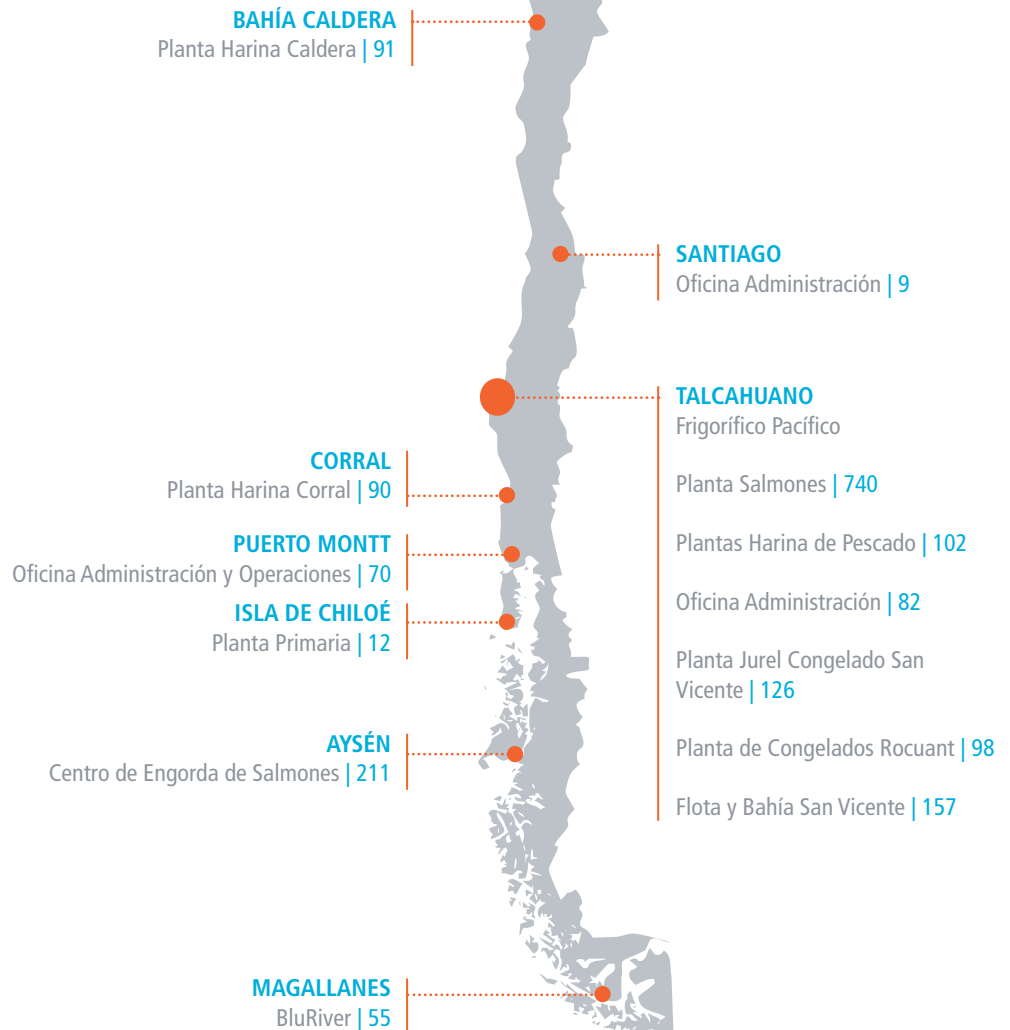 BAHÍA CALDERA
Planta Harina Caldera | 91
SANTIAGO
Oficina Administración | 9
TALCAHUANO
Frigorífico Pacífico
Planta Salmones | 740
Plantas Harina de Pescado | 102
Oficina Administración | 82
Planta Jurel Congelado San
Vicente | 126
Planta de Congelados Rocuant | 98
Flota y Bahía San Vicente | 157
CORRAL
Planta Harina Corral | 90
PUERTO MONTT
Oficina Administración y Operaciones | 70
ISLA DE CHILOÉ
Planta Primaria | 12
AYSÉN
Centro de Engorda de Salmones | 211
MAGALLANES
BluRiver | 55